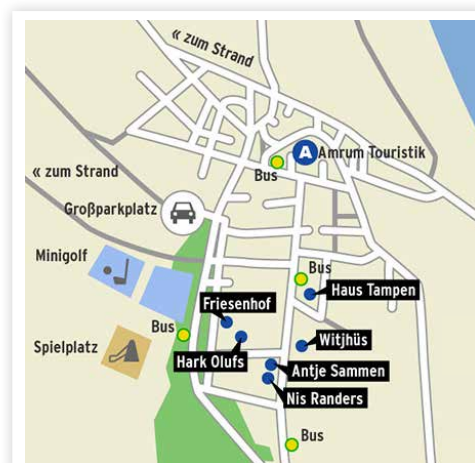 « zum Strand
A
Amrum Touristik
Bus
« zum Strand
Großparkplatz
Minigolf
Bus
Haus Tampen
Friesenhof
Bus
Witjhüs
Spielplatz
Hark Olufs
Antje Sammen
Nis Randers
Bus